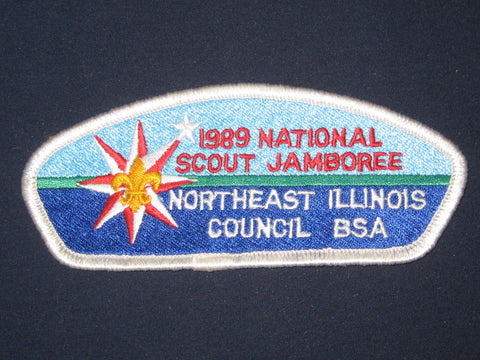 1989 NATIONAL
SCOUT JAMBOREE
NORTHEAST ILLINOIS
COUNCIL BSA